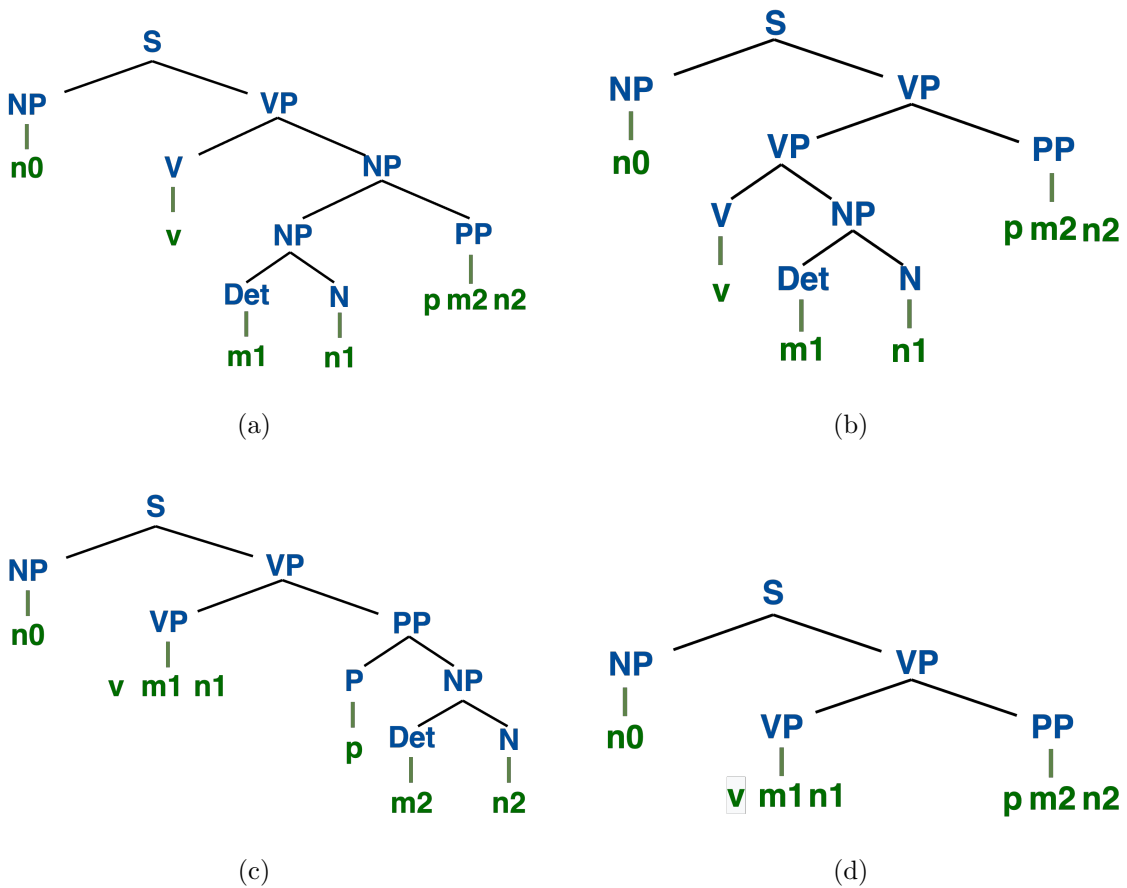 S
NP VP
n0 V NP
v NP PP
Det N p m2 n2
m1 n1
(a)
S
NP VP
n0 VP PP
V NP p m2 n2
v Det N
m1 n1
(b)
S
NP VP
n0 VP PP
v m1 n1 P NP
p Det N
m2 n2
(c)
S
NP VP
n0 VP PP
v m1 n1 p m2 n2
(d)